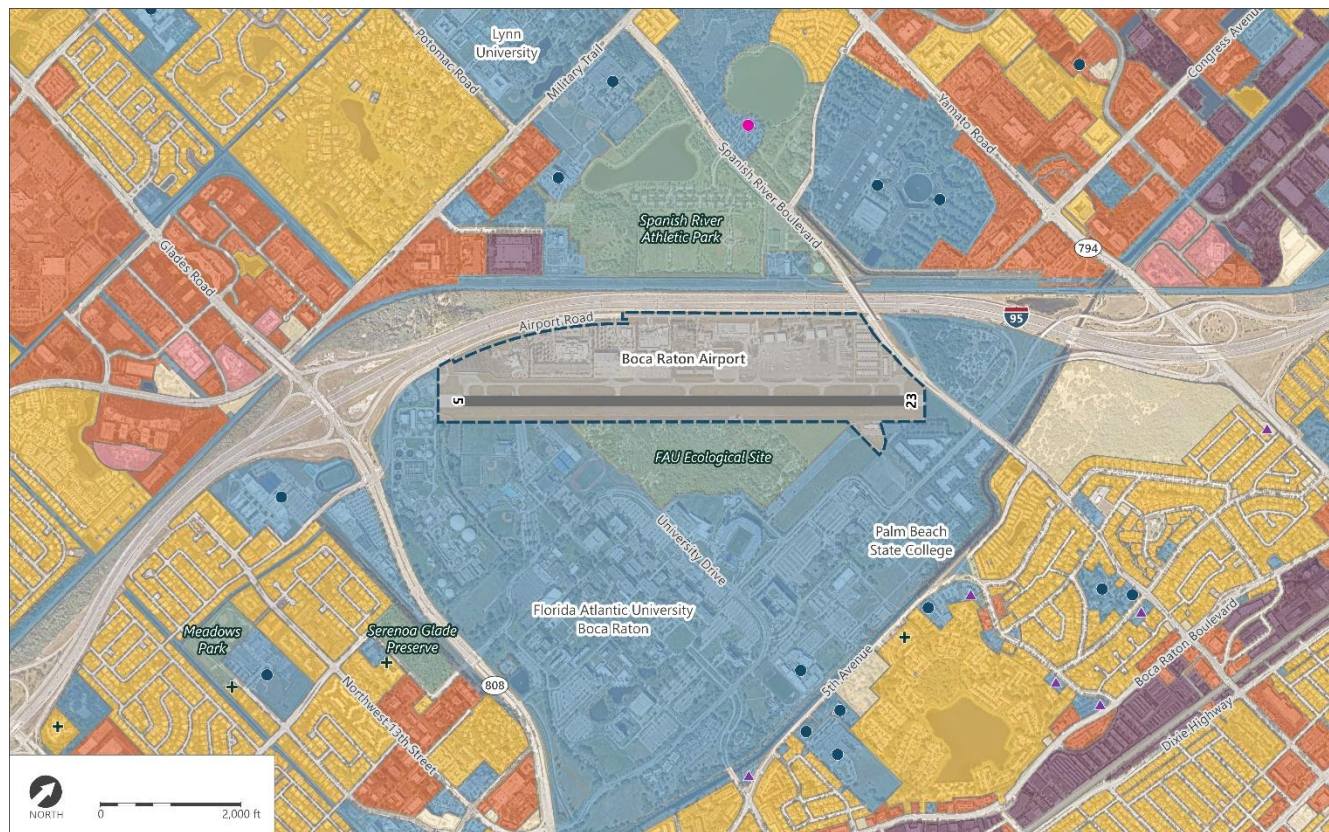 Lynn
University
Potomac Road
Military Trail
Congress Avenue
Yamato Road
Spanish River Boulevard
Spanish River
Athletic Park
Glades Road
794
Airport Road
95
Boca Raton Airport
5
23
FAU Ecological Site
University Drive
Palm Beach
State College
Florida Atlantic University
Boca Raton
Meadows
Park
Serenoa Glade
Preserve
5th Avenue
Boca Raton Boulevard
808
Northwest 13th Street
Dixie Highway
NORTH
0 2,000 ft